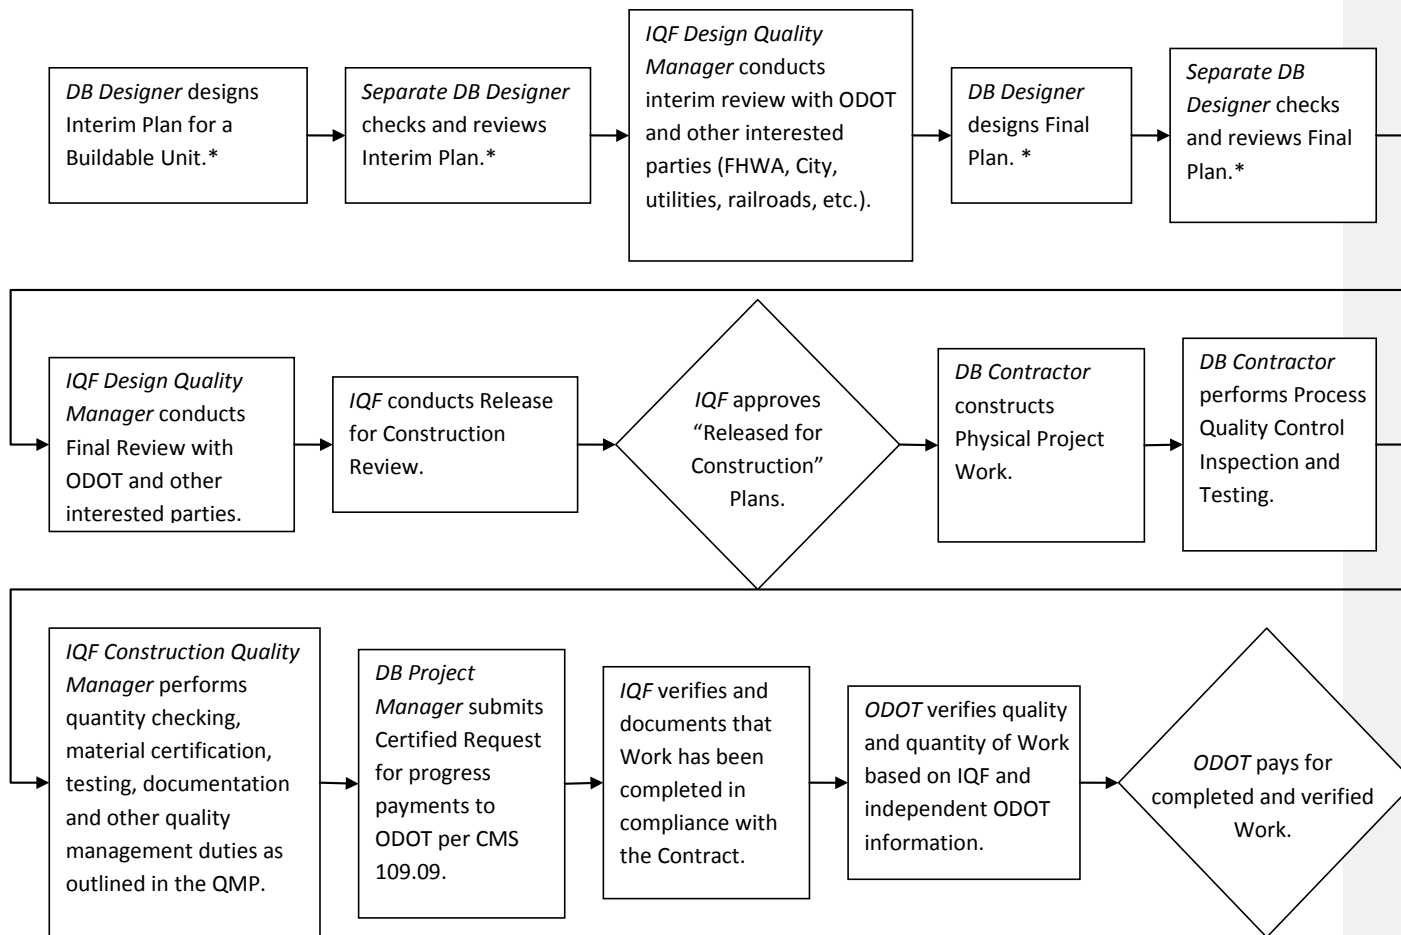 DB Designer designs
Interim Plan for a
Buildable Unit.*
Separate DB Designer
checks and reviews
Interim Plan.*
IQF Design Quality
Manager conducts
interim review with ODOT
and other interested
parties (FHWA, City,
utilities, railroads, etc.).
DB Designer
designs Final
Plan. *
Separate DB
Designer checks
and reviews Final
Plan.*
IQF Design Quality
Manager conducts
Final Review with
ODOT and other
interested parties.
IQF conducts Release
for Construction
Review.
IQF approves
“Released for
Construction”
Plans.
DB Contractor
constructs
Physical Project
Work.
DB Contractor
performs Process
Quality Control
Inspection and
Testing.
IQF Construction Quality
Manager performs
quantity checking,
material certification,
testing, documentation
and other quality
management duties as
outlined in the QMP.
DB Project
Manager submits
Certified Request
for progress
payments to
ODOT per CMS
109.09.
IQF verifies and
documents that
Work has been
completed in
compliance with
the Contract.
ODOT verifies quality
and quantity of Work
based on IQF and
independent ODOT
information.
ODOT pays for
completed and verified
Work.